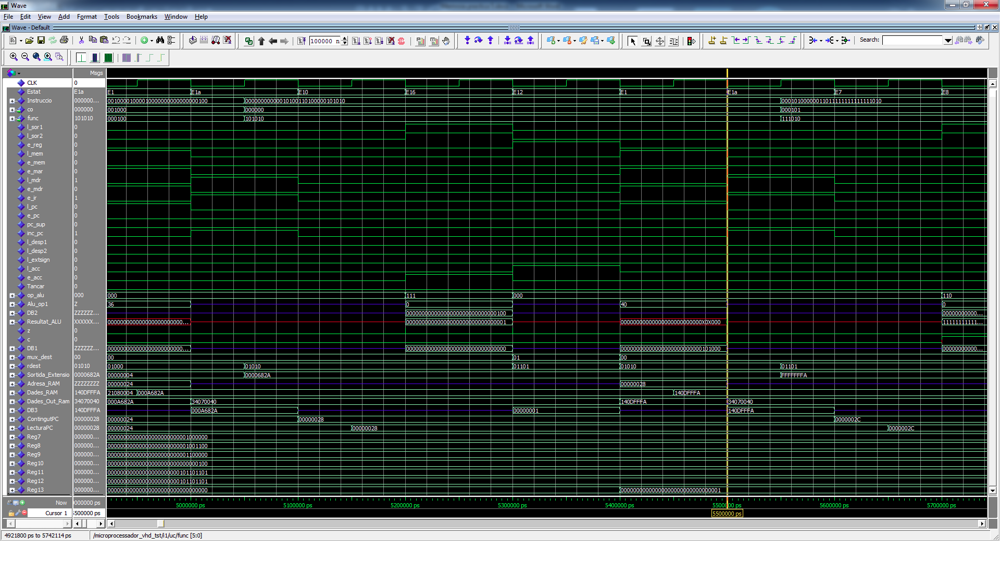 Wave
File Edit View Add Format Tools Bookmarks Window Help
Wave - Default
100000 n
Search:
Msgs
CLK 0
Estat E1a E1 E1a E10 E16 E12 E1 E1a E7 E8
Instruccio 000000... 00100001000010000000000000000100 00000000000010100110100000101010 00010100000011011111111111111010
co 000000 001000 000000 000101
func 101010 000100 101010 111010
l_sor1 0
l_sor2 0
e_reg 0
l_mem 0
e_mem 0
e_mar 0
l_mdr 1
e_mdr 0
e_ir 1
l_pc 0
e_pc 0
pc_sup 0
inc_pc 1
l_desp1 0
l_desp2 0
l_extsign 0
l_acc 0
e_acc 0
Tancar 0
op_alu 000 000 111 000 110
Alu_op1 Z 36 0 40 0
DB2 ZZZZZZ... 00000000000000000000000000000100 00000000000...
Resultat_ALU XXXXXX... 00000000000000000000000000... 00000000000000000000000000000001 00000000000000000000000000X0X000 11111111111...
z 0
c 0
DB1 ZZZZZZ... 00000000000000000000000000... 00000000000000000000000000000000 00000000000000000000000000101000 00000000000...
mux_dest 00 00 01 00
rdest 01010 01000 01010 01101 01010 01101
Sortida_Extensio 0000682A 00000004 0000682A FFFFFFFA
Adresa_RAM ZZZZZZZZ 00000024 00000028
Dades_RAM 140DFFFA 21080004 000A682A 140DFFFA
Dades_Out_Ram 34070040 000A682A 34070040 140DFFFA 34070040
DB3 140DFFFA 000A682A 00000001 140DFFFA
ContingutPC 00000028 00000024 00000028 0000002C
LecturaPC 00000028 00000024 00000028 0000002C
Reg7 000000... 00000000000000000000000001000000
Reg8 000000... 00000000000000000000000001001100
Reg9 000000... 00000000000000000000000001100000
Reg10 000000... 00000000000000000000000000000100
Reg11 000000... 00000000000000000000000101101101
Reg12 000000... 00000000000000000000000101101101
Reg13 000000... 00000000000000000000000000000000 00000000000000000000000000000001
Now 0000000 ps 5000000 ps 5100000 ps 5200000 ps 5300000 ps 5400000 ps 5500000 ps 5600000 ps 5700000 ps
Cursor 1 5500000 ps 5500000 ps
4921800 ps to 5742114 ps /microprocessador_vhd_tst/i1/uc/func [5:0]